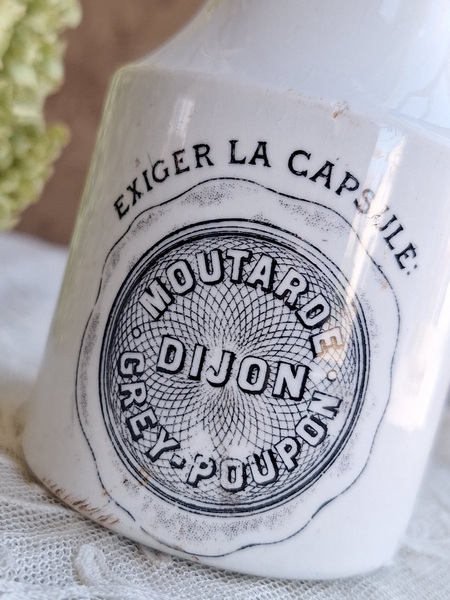 EXIGER LA CAPSULE:
MOUTARDE
DIJON
GREY-POUPON